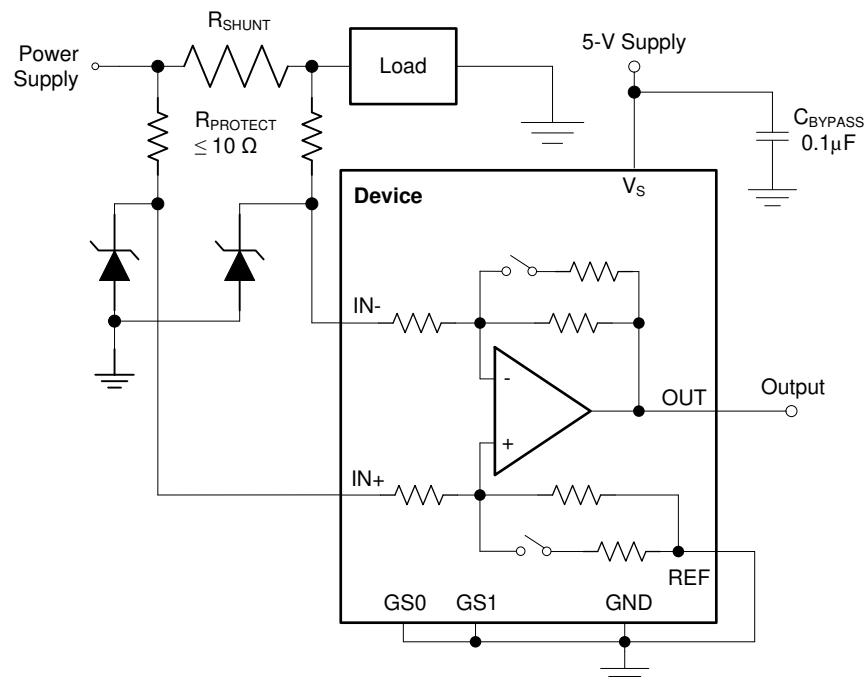 RSHUNT
Power
Supply
Load
5-V Supply
RPROTECT
≤ 10 Ω
CBYPASS
0.1μF
VS
Device
IN-
-
OUT
Output
+
IN+
REF
GS0
GS1
GND